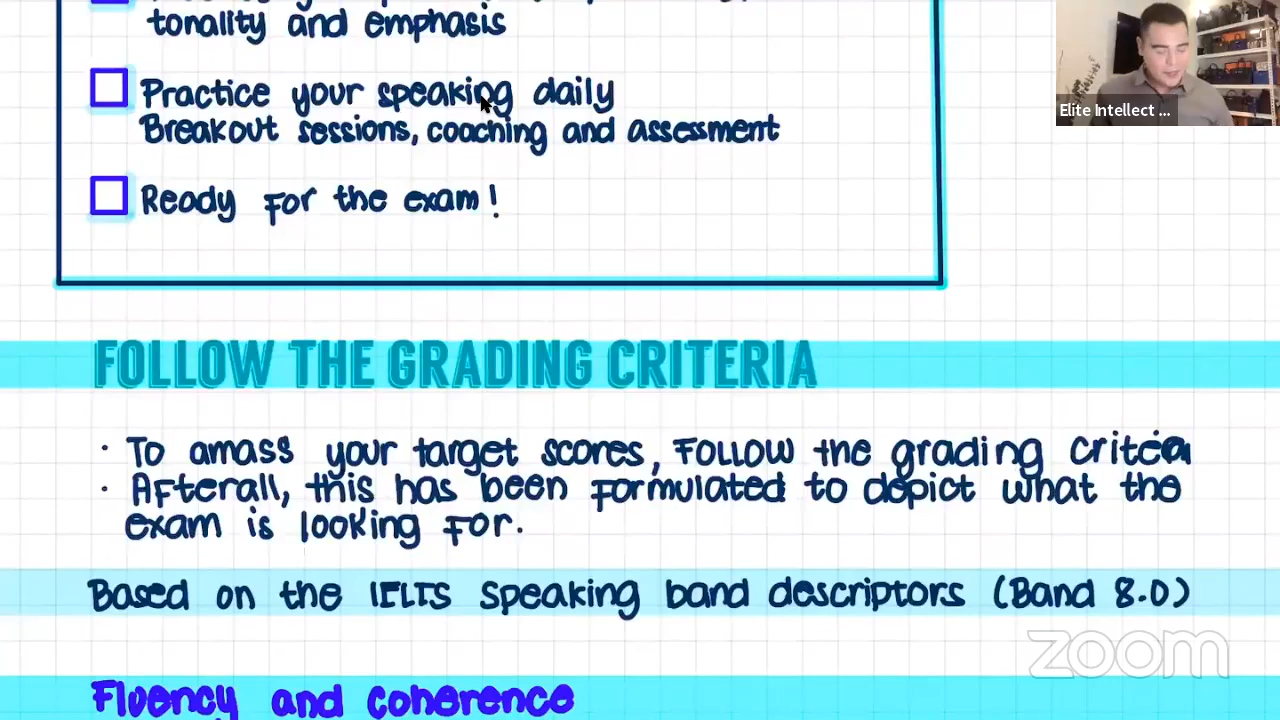 tonality and emphasis
Practice your speaking daily
Breakout sessions, coaching and assessment
Ready for the exam!
Elite Intellect ...
FOLLOW THE GRADING CRITERIA
· To amass your target scores, follow the grading
· Afterall, this has been formulated to depict what the
exam is looking for.
Based on the IELTS speaking band descriptors (Band 8.0)
zoom
Fluency and coherence